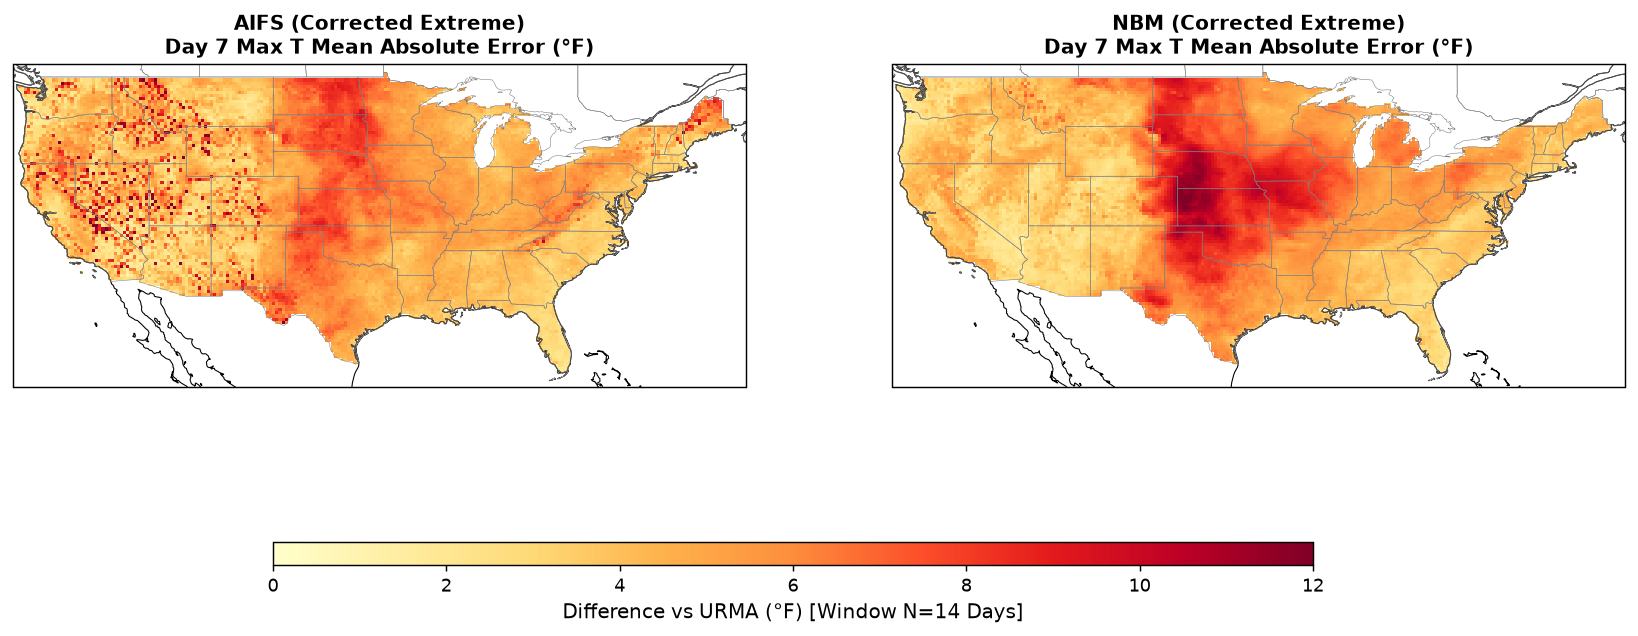 AIFS (Corrected Extreme)
Day 7 Max T Mean Absolute Error (°F)
NBM (Corrected Extreme)
Day 7 Max T Mean Absolute Error (°F)
0 2 4 6 8 10 12
Difference vs URMA (°F) [Window N=14 Days]